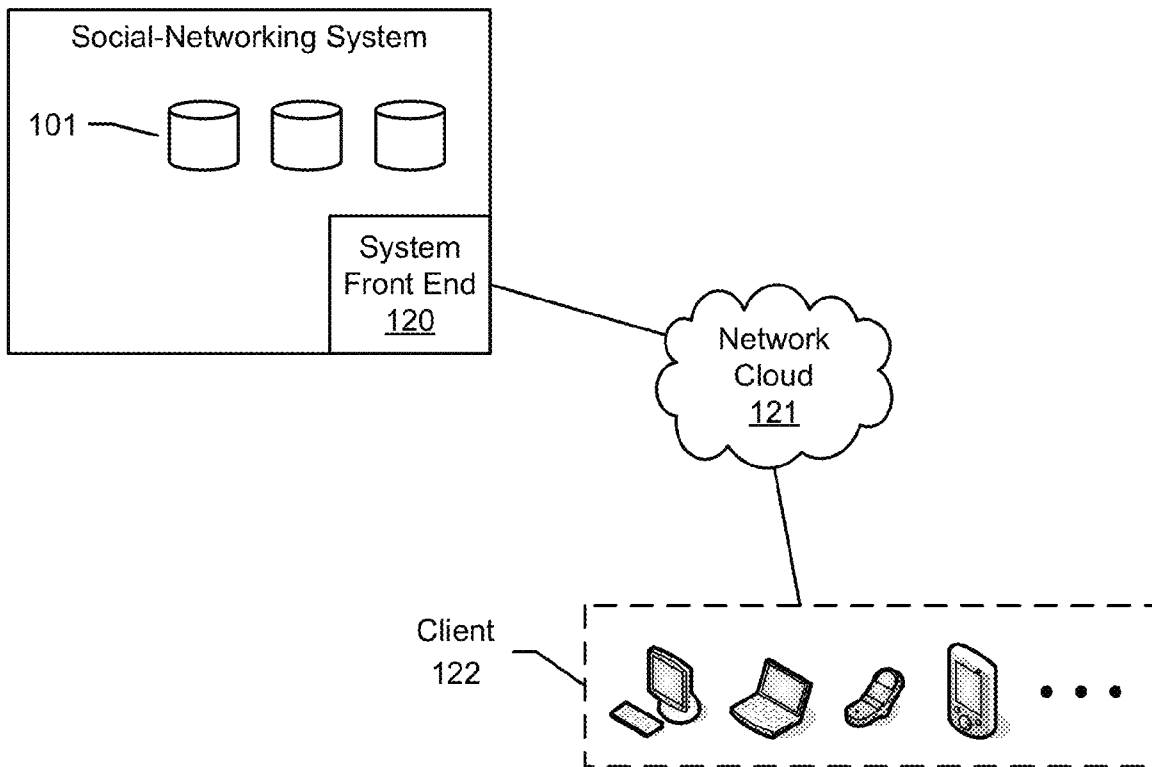 Social-Networking System
101
System
Front End
120
Network
Cloud
121
Client
122